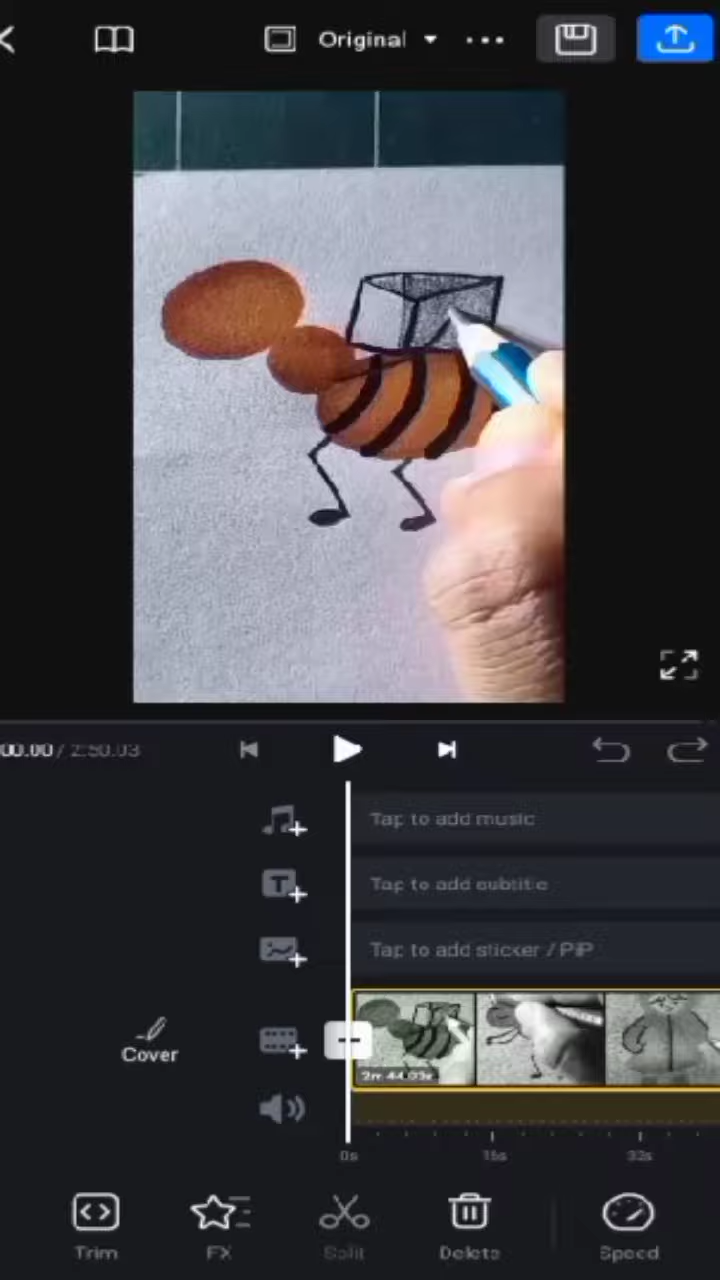 Original
00.00 / 2:50.03
Tap to add music
Tap to add subtitle
Tap to add sticker / PiP
Cover
2m 44.03s
0s 15s 32s
Trim FX Split Delete Speed